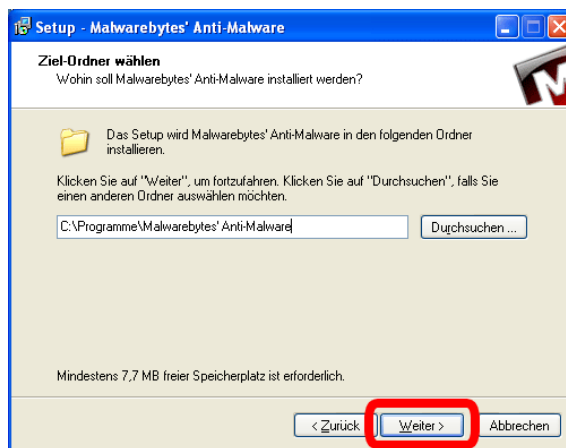 Setup - Malwarebytes' Anti-Malware
Ziel-Ordner wählen
Wohin soll Malwarebytes' Anti-Malware installiert werden?
Das Setup wird Malwarebytes' Anti-Malware in den folgenden Ordner
installieren.
Klicken Sie auf "Weiter", um fortzufahren. Klicken Sie auf "Durchsuchen", falls Sie
einen anderen Ordner auswählen möchten.
C:\Programme\Malwarebytes' Anti-Malware
Durchsuchen ...
Mindestens 7,7 MB freier Speicherplatz ist erforderlich.
< Zurück
Weiter >
Abbrechen